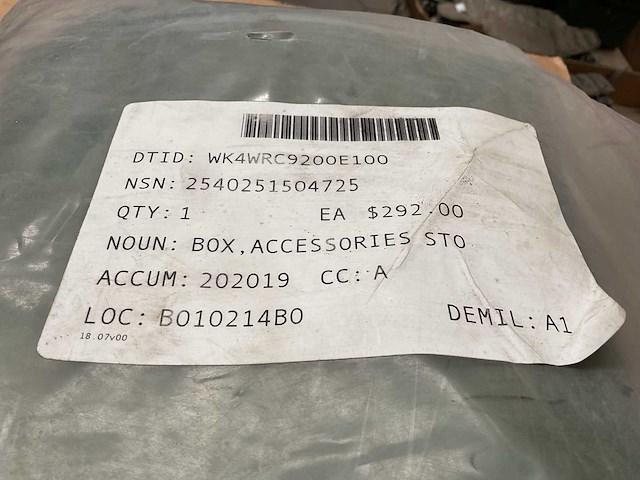 DTID: WK4WRC9200E100
NSN: 2540251504725
QTY: 1 EA $292.00
NOUN: BOX,ACCESSORIES STO
ACCUM: 202019 CC: A
LOC: B010214B0 DEMIL: A1
18.07v00